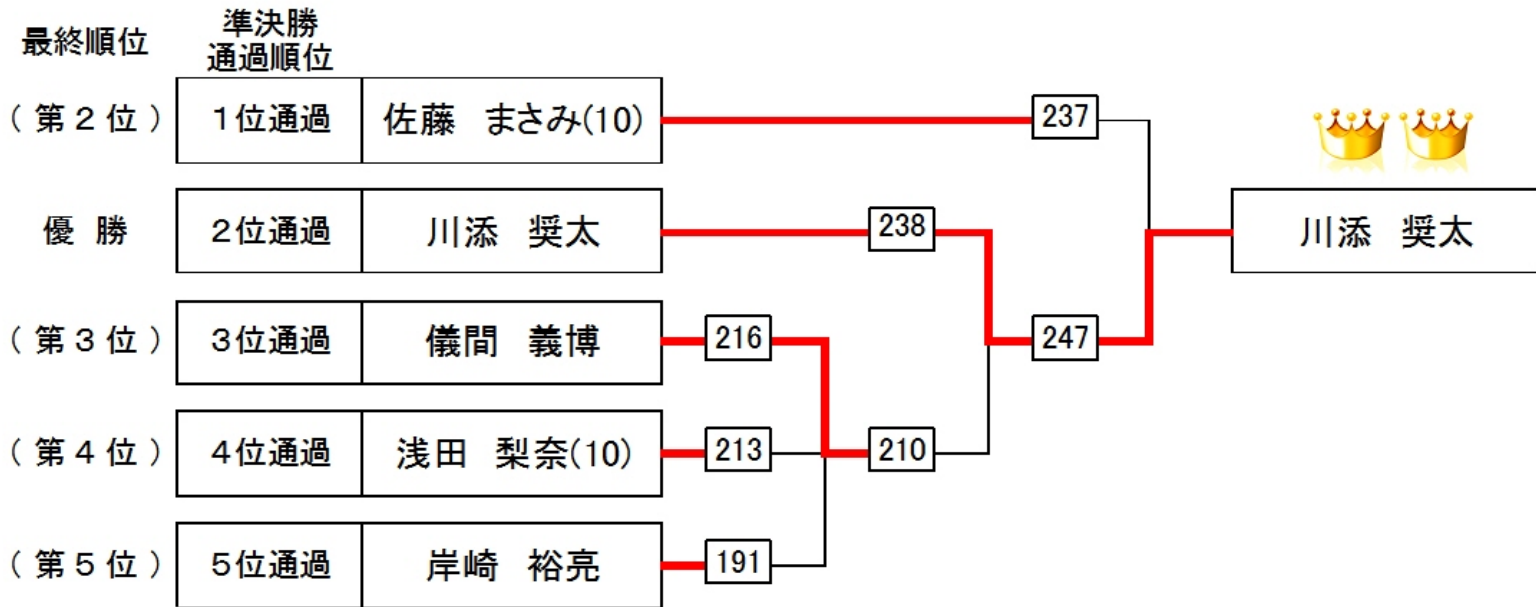 最終順位
準決勝
通過順位
（第２位） １位通過 佐藤　まさみ(10) 237
優　勝 ２位通過 川添　奨太 238 川添　奨太
（第３位） ３位通過 儀間　義博 216 247
（第４位） ４位通過 浅田　梨奈(10) 213 210
（第５位） ５位通過 岸崎　裕亮 191